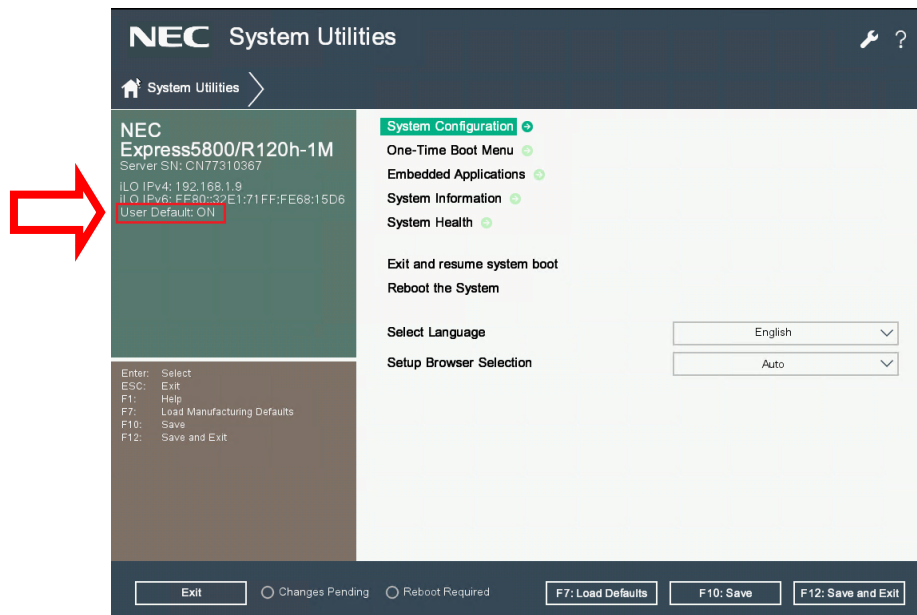 NEC System Utilities
?
System Utilities
NEC
Express5800/R120h-1M
Server SN: CN77310367
iLO IPv4: 192.168.1.9
iLO IPv6: FE80::32E1:71FF:FE68:15D6
User Default: ON
System Configuration
One-Time Boot Menu
Embedded Applications
System Information
System Health
Exit and resume system boot
Reboot the System
Select Language English
Setup Browser Selection Auto
Enter: Select
ESC: Exit
F1: Help
F7: Load Manufacturing Defaults
F10: Save
F12: Save and Exit
Exit Changes Pending Reboot Required F7: Load Defaults F10: Save F12: Save and Exit